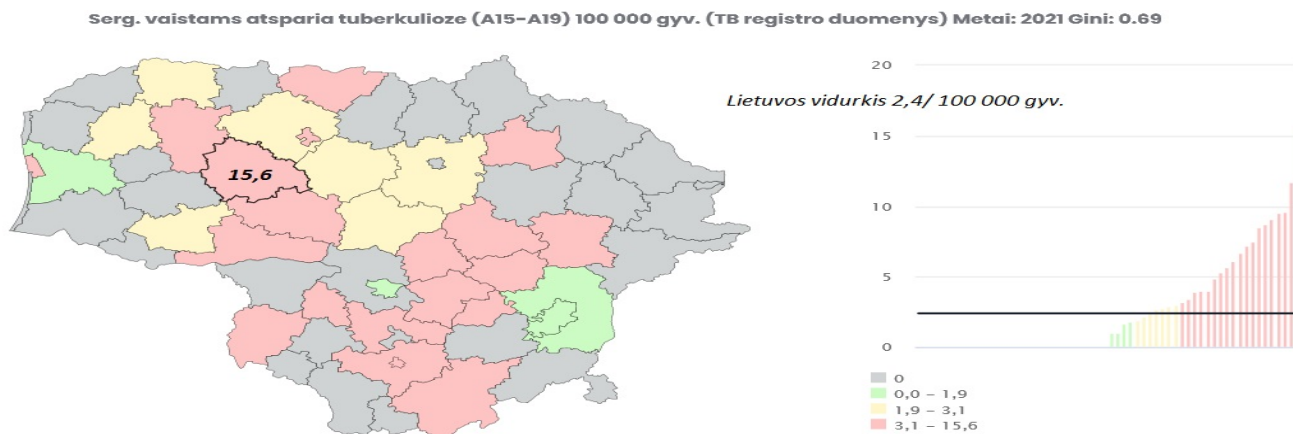 Serg. vaistams atsparia tuberkulioze (A15-A19) 100 000 gyv. (TB registro duomenys) Metai: 2021 Gini: 0.69
20
Lietuvos vidurkis 2,4/ 100 000 gyv.
15
15,6
10
5
0
0
0,0 - 1,9
1,9 - 3,1
3,1 - 15,6